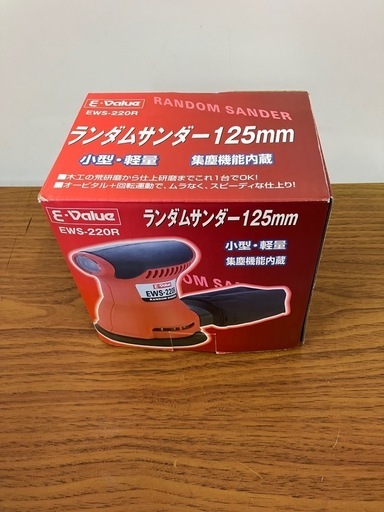 E-Value
EWS-220R
RANDOM SANDER
ランダムサンダー125mm
小型・軽量
集塵機能内蔵
■木工の荒研磨から仕上研磨までこれ1台でOK!
■オービタル+回転運動で、ムラなく、スピーディな仕上り!
E-Value
EWS-220R
ランダムサンダー125mm
小型・軽量
集塵機能内蔵
RANDOM SANDER
EWS-220R